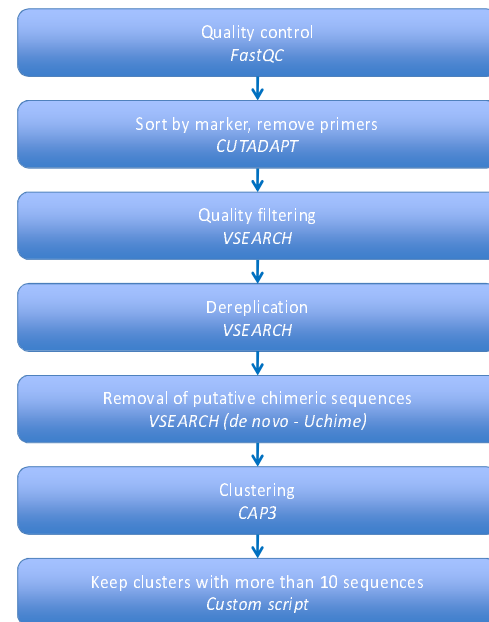 Quality control
FastQC
Sort by marker, remove primers
CUTADAPT
Quality filtering
VSEARCH
Dereplication
VSEARCH
Removal of putative chimeric sequences
VSEARCH (de novo - Uchime)
Clustering
CAP3
Keep clusters with more than 10 sequences
Custom script